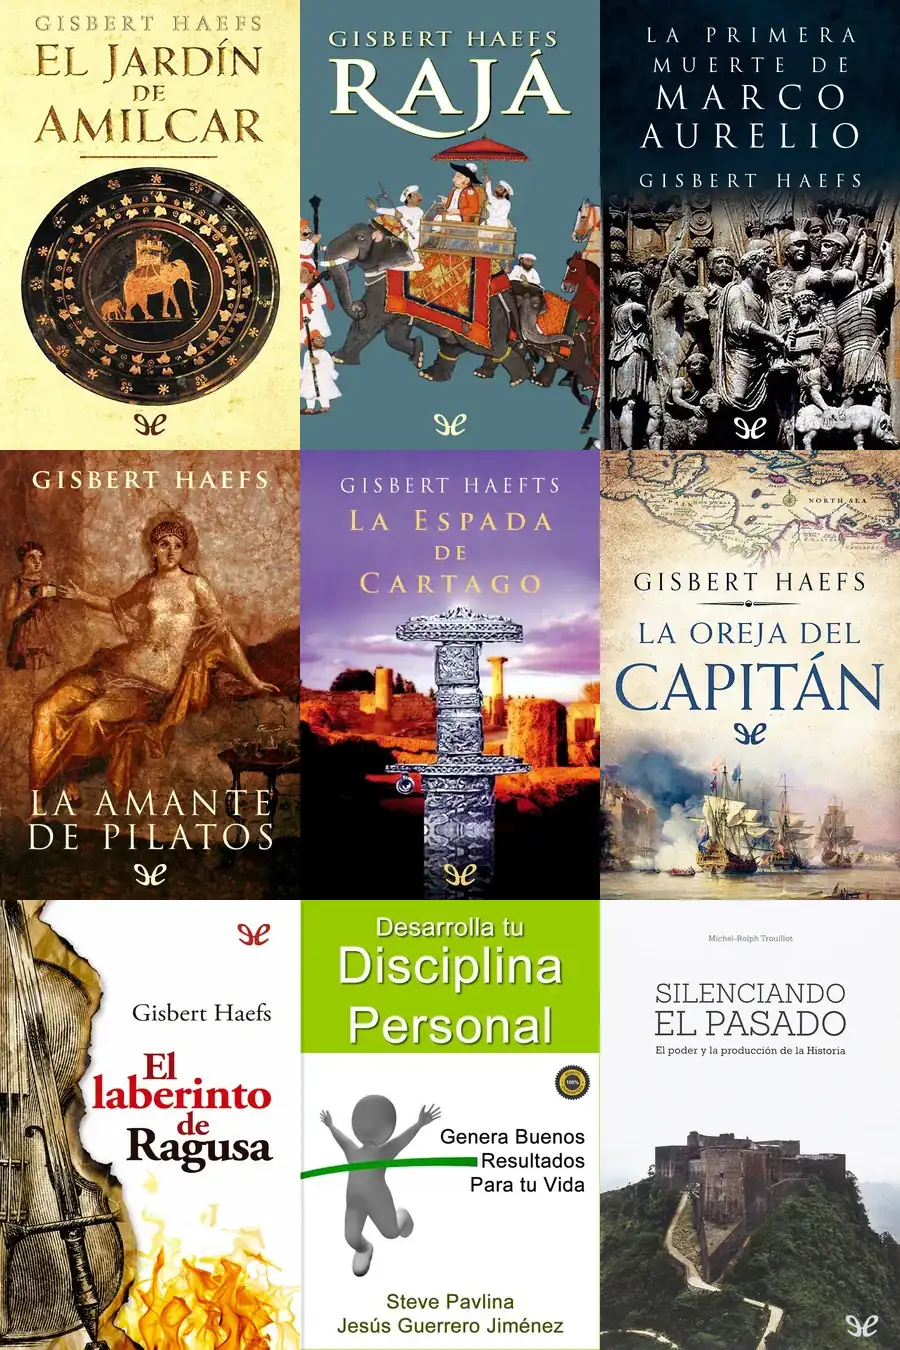 GISBERT HAEFS
EL JARDÍN
DE
AMILCAR
GISBERT HAEFS
RAJÁ
LA PRIMERA
MUERTE DE
MARCO
AURELIO
GISBERT HAEFS
GISBERT HAEFS
LA AMANTE
DE PILATOS
GISBERT HAEFTS
LA ESPADA
DE
CARTAGO
NORTH SEA
GISBERT HAEFS
LA OREJA DEL
CAPITÁN
Gisbert Haefs
El
laberinto
de
Ragusa
Desarrolla tu
Disciplina
Personal
100%
Genera Buenos
Resultados
Para tu Vida
Steve Pavlina
Jesús Guerrero Jiménez
Michel-Rolph Trouillot
SILENCIANDO
EL PASADO
El poder y la producción de la Historia